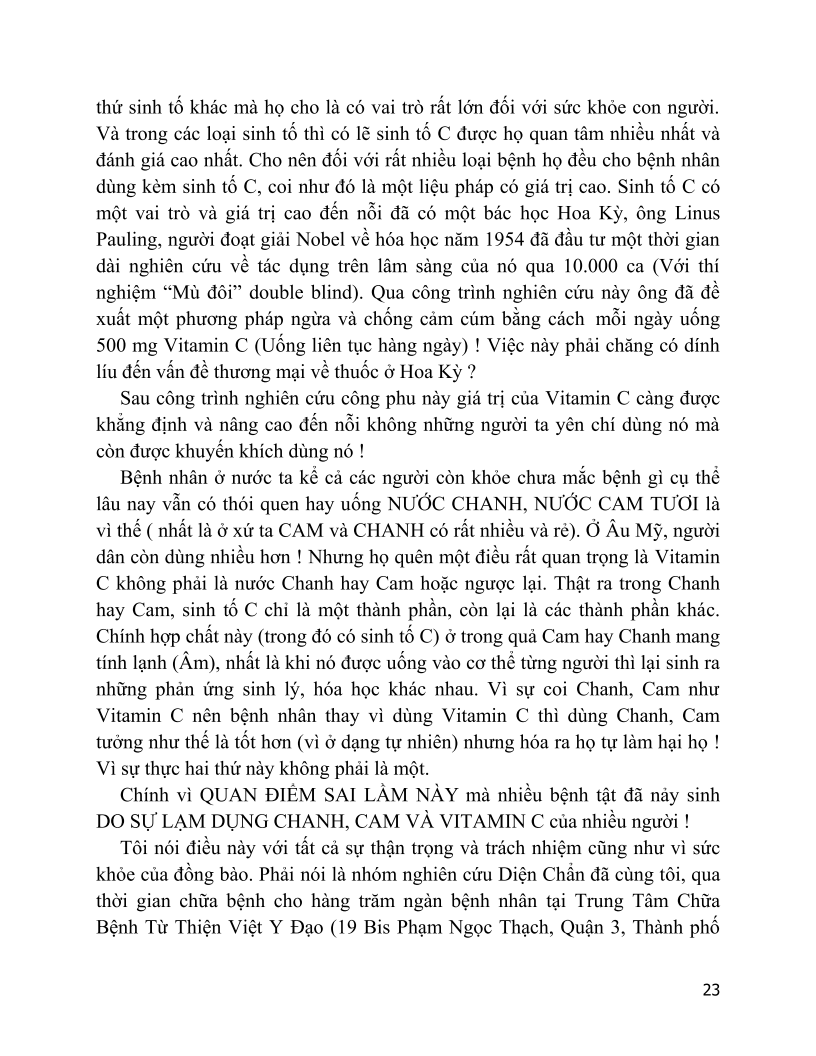 thứ sinh tố khác mà họ cho là có vai trò rất lớn đối với sức khỏe con người.
Và trong các loại sinh tố thì có lẽ sinh tố C được họ quan tâm nhiều nhất và
đánh giá cao nhất. Cho nên đối với rất nhiều loại bệnh họ đều cho bệnh nhân
dùng kèm sinh tố C, coi như đó là một liệu pháp có giá trị cao. Sinh tố C có
một vai trò và giá trị cao đến nỗi đã có một bác học Hoa Kỳ, ông Linus
Pauling, người đoạt giải Nobel về hóa học năm 1954 đã đầu tư một thời gian
dài nghiên cứu về tác dụng trên lâm sàng của nó qua 10.000 ca (Với thí
nghiệm “Mù đôi” double blind). Qua công trình nghiên cứu này ông đã đề
xuất một phương pháp ngừa và chống cảm cúm bằng cách mỗi ngày uống
500 mg Vitamin C (Uống liên tục hàng ngày) ! Việc này phải chăng có dính
líu đến vấn đề thương mại về thuốc ở Hoa Kỳ ?
Sau công trình nghiên cứu công phu này giá trị của Vitamin C càng được
khẳng định và nâng cao đến nỗi không những người ta yên chí dùng nó mà
còn được khuyến khích dùng nó !
Bệnh nhân ở nước ta kể cả các người còn khỏe chưa mắc bệnh gì cụ thể
lâu nay vẫn có thói quen hay uống NƯỚC CHANH, NƯỚC CAM TƯƠI là
vì thế ( nhất là ở xứ ta CAM và CHANH có rất nhiều và rẻ). Ở Âu Mỹ, người
dân còn dùng nhiều hơn ! Nhưng họ quên một điều rất quan trọng là Vitamin
C không phải là nước Chanh hay Cam hoặc ngược lại. Thật ra trong Chanh
hay Cam, sinh tố C chỉ là một thành phần, còn lại là các thành phần khác.
Chính hợp chất này (trong đó có sinh tố C) ở trong quả Cam hay Chanh mang
tính lạnh (Âm), nhất là khi nó được uống vào cơ thể từng người thì lại sinh ra
những phản ứng sinh lý, hóa học khác nhau. Vì sự coi Chanh, Cam như
Vitamin C nên bệnh nhân thay vì dùng Vitamin C thì dùng Chanh, Cam
tưởng như thế là tốt hơn (vì ở dạng tự nhiên) nhưng hóa ra họ tự làm hại họ !
Vì sự thực hai thứ này không phải là một.
Chính vì QUAN ĐIỂM SAI LẦM NÀY mà nhiều bệnh tật đã nảy sinh
DO SỰ LẠM DỤNG CHANH, CAM VÀ VITAMIN C của nhiều người !
Tôi nói điều này với tất cả sự thận trọng và trách nhiệm cũng như vì sức
khỏe của đồng bào. Phải nói là nhóm nghiên cứu Diện Chẩn đã cùng tôi, qua
thời gian chữa bệnh cho hàng trăm ngàn bệnh nhân tại Trung Tâm Chữa
Bệnh Từ Thiện Việt Y Đạo (19 Bis Phạm Ngọc Thạch, Quận 3, Thành phố
23